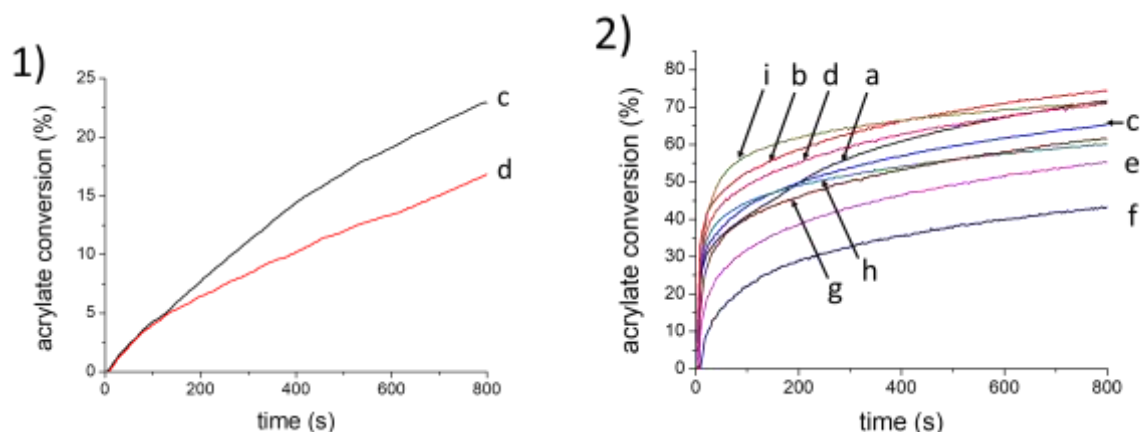 1)
25
20
15
10
5
0
0 200 400 600 800
acrylate conversion (%)
time (s)
c
d
2)
80
70
60
50
40
30
20
10
0
0 200 400 600 800
acrylate conversion (%)
time (s)
i b d a
c
e
f
h
g